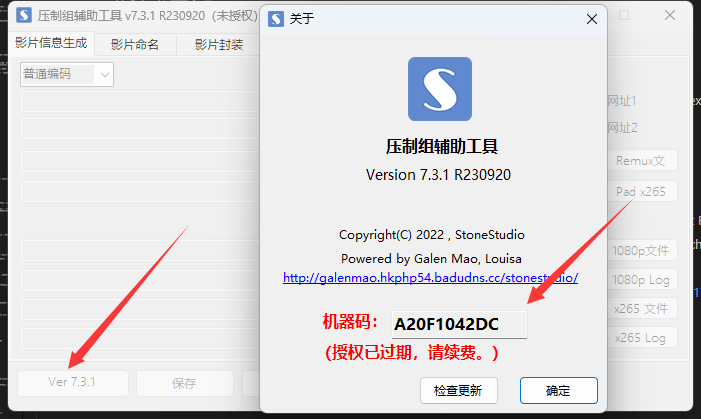 压制组辅助工具 v7.3.1 R230920（未授权）
关于
影片信息生成
影片命名
影片封装
普通编码
压制组辅助工具
Version 7.3.1 R230920
Copyright(C) 2022 , StoneStudio
Powered by Galen Mao, Louisa
http://galenmao.hkphp54.badudns.cc/stonestudio/
机器码： A20F1042DC
(授权已过期，请续费。)
检查更新
确定
网址1
网址2
Remux文
Pad x265
1080p文件
1080p Log
x265 文件
x265 Log
Ver 7.3.1
保存